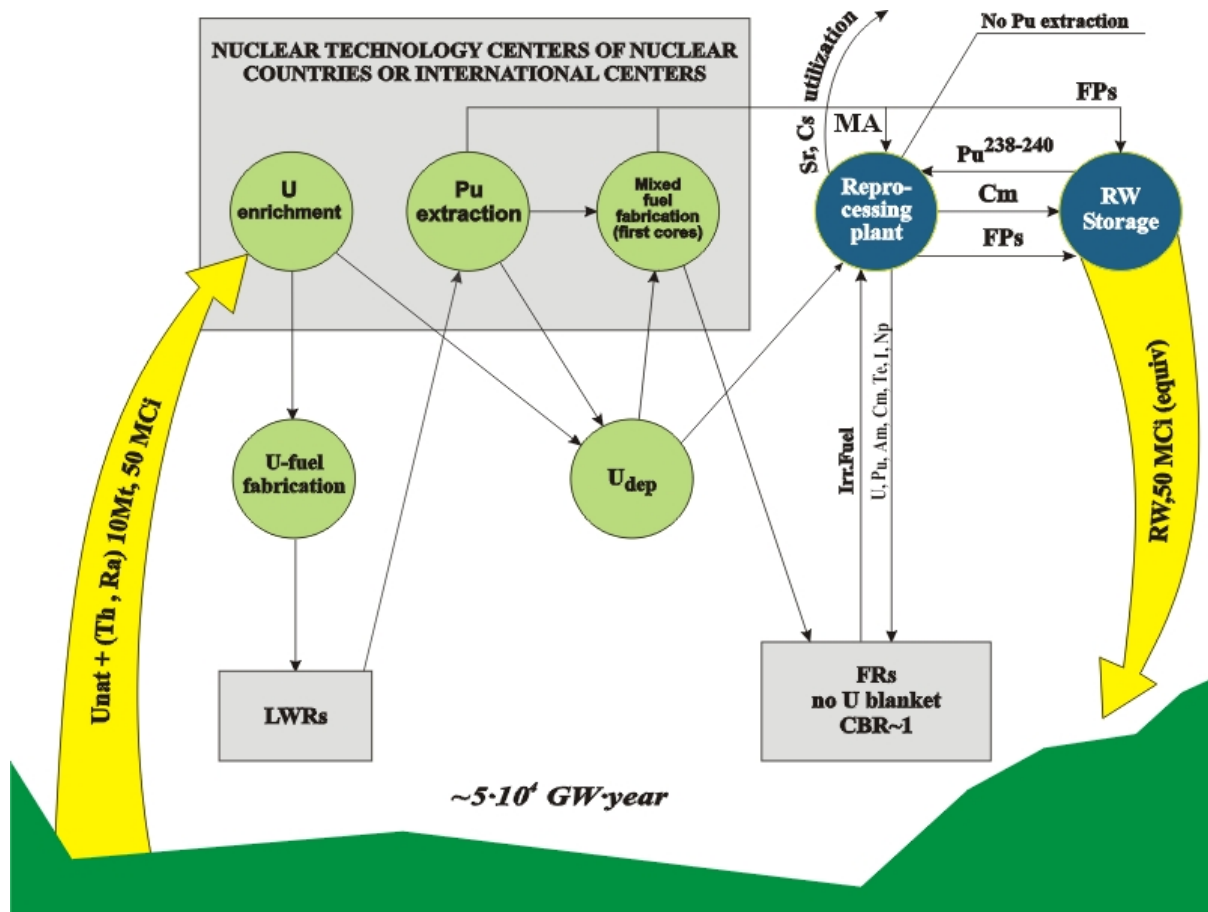 NUCLEAR TECHNOLOGY CENTERS OF NUCLEAR
COUNTRIES OR INTERNATIONAL CENTERS
No Pu extraction
Sr, Cs utilization
FPs
MA
U
enrichment
Pu
extraction
Mixed
fuel
fabrication
(first cores)
Repro-
cessing
plant
Pu²³⁸⁻²⁴⁰
Cm
FPs
RW
Storage
Unat + (Th , Ra) 10Mt, 50 MCi
U-fuel
fabrication
Udep
Irr.Fuel
U, Pu, Am, Cm, Te, I, Np
RW,50 MCi (equiv)
LWRs
FRs
no U blanket
CBR~1
~5·10⁴ GW·year